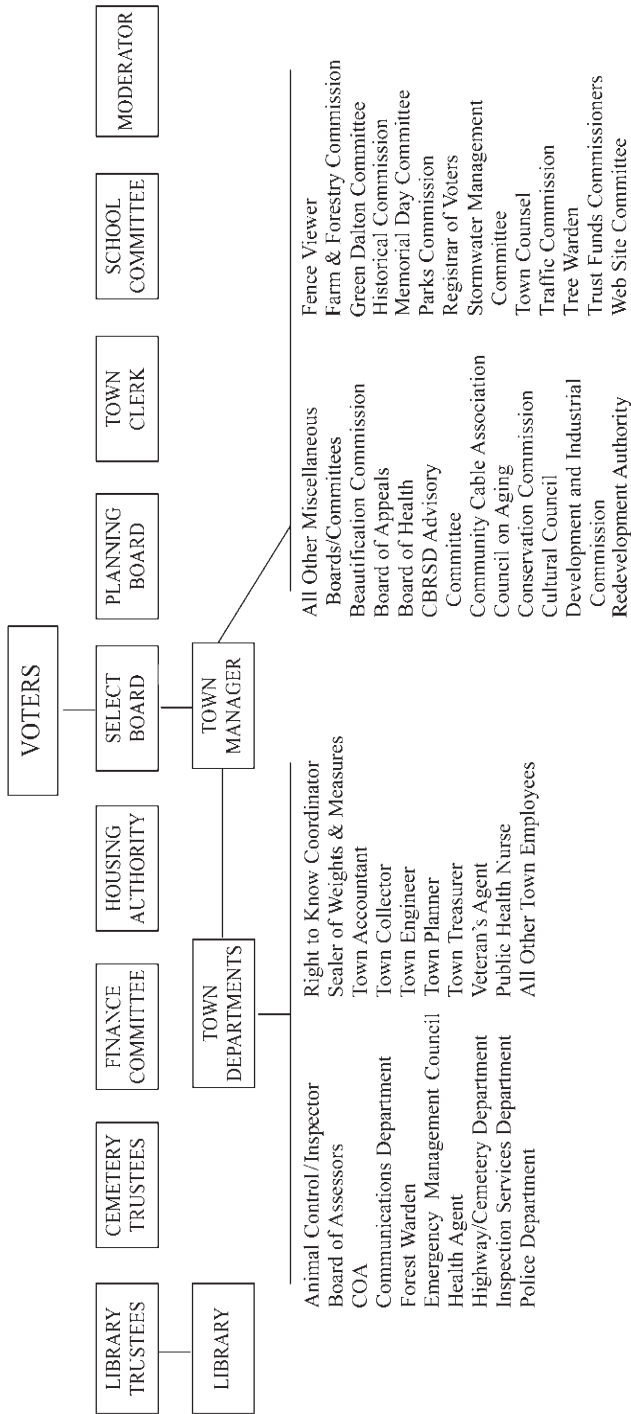 VOTERS
LIBRARY
TRUSTEES
CEMETERY
TRUSTEES
FINANCE
COMMITTEE
HOUSING
AUTHORITY
SELECT
BOARD
PLANNING
BOARD
TOWN
CLERK
SCHOOL
COMMITTEE
MODERATOR
LIBRARY
TOWN
DEPARTMENTS
TOWN
MANAGER
Animal Control/Inspector
Board of Assessors
COA
Communications Department
Forest Warden
Emergency Management Council
Health Agent
Highway/Cemetery Department
Inspection Services Department
Police Department
Right to Know Coordinator
Sealer of Weights & Measures
Town Accountant
Town Collector
Town Engineer
Town Planner
Town Treasurer
Veteran's Agent
Public Health Nurse
All Other Town Employees
All Other Miscellaneous
Boards/Committees
Beautification Commission
Board of Appeals
Board of Health
CBRSD Advisory
Committee
Community Cable Association
Council on Aging
Conservation Commission
Cultural Council
Development and Industrial
Commission
Redevelopment Authority
Fence Viewer
Farm & Forestry Commission
Green Dalton Committee
Historical Commission
Memorial Day Committee
Parks Commission
Registrar of Voters
Stormwater Management
Committee
Town Counsel
Traffic Commission
Tree Warden
Trust Funds Commissioners
Web Site Committee